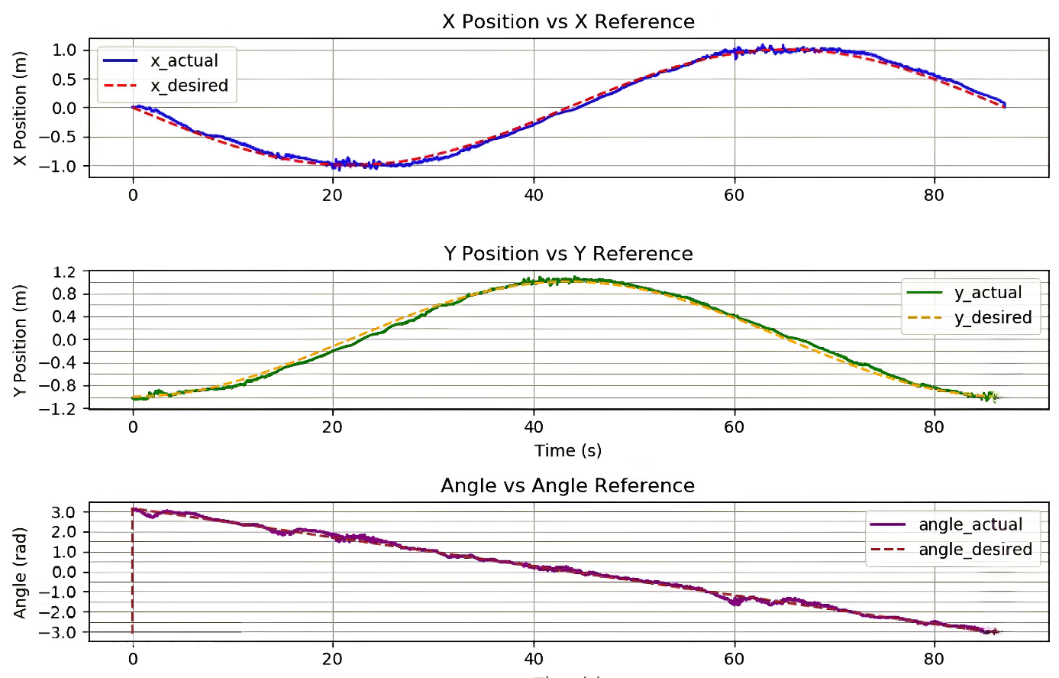 X Position vs X Reference
X Position (m)
1.0
0.5
0.0
−0.5
−1.0
x_actual
x_desired
0 20 40 60 80
Y Position vs Y Reference
Y Position (m)
1.2
0.8
0.4
0.0
−0.4
−0.8
−1.2
y_actual
y_desired
0 20 40 60 80
Time (s)
Angle vs Angle Reference
Angle (rad)
3.0
2.0
1.0
0.0
−1.0
−2.0
−3.0
angle_actual
angle_desired
0 20 40 60 80